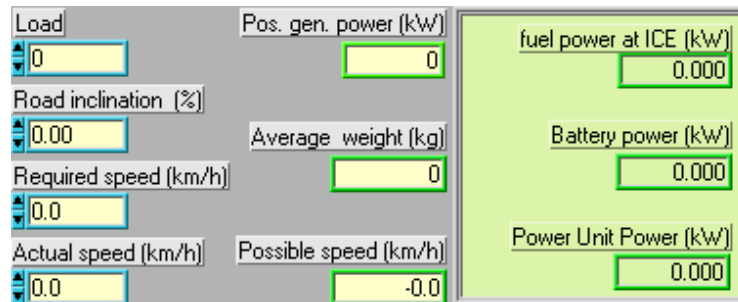 Load
0
Road inclination (%)
0.00
Required speed (km/h)
0.0
Actual speed (km/h)
0.0
Pos. gen. power (kW)
0
Average weight (kg)
0
Possible speed (km/h)
-0.0
fuel power at ICE (kW)
0.000
Battery power (kW)
0.000
Power Unit Power (kW)
0.000